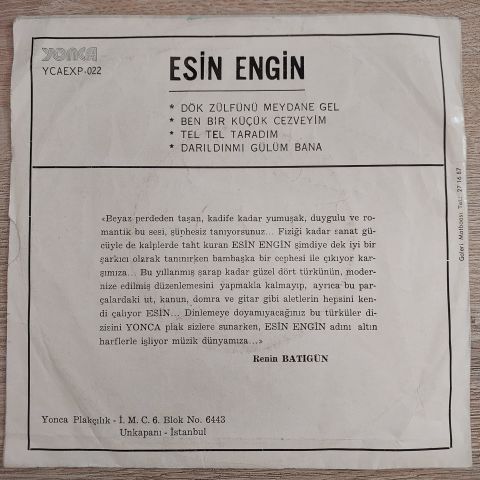 YONCA
YCAEXP-022
ESİN ENGİN
* DÖK ZÜLFÜNÜ MEYDANE GEL
* BEN BİR KÜÇÜK CEZVEYİM
* TEL TEL TARADIM
* DARILDINMI GÜLÜM BANA
«Beyaz perdeden taşan, kadife kadar yumuşak, duygulu ve ro-
mantik bu sesi, şüphesiz tanıyorsunuz... Fiziği kadar sanat gü-
cüyle de kalplerde taht kuran ESİN ENGİN şimdiye dek iyi bir
şarkıcı olarak tanınırken bambaşka bir cephesi ile çıkıyor kar-
şımıza... Bu yıllanmış şarap kadar güzel dört türkünün, moder-
nize edilmiş düzenlemesini yapmakla kalmayıp, ayrıca bu par-
çalardaki ut, kanun, domra ve gitar gibi aletlerin hepsini ken-
di çalıyor ESİN... Dinlemeye doyamıyacağınız bu türküler di-
zisini YONCA plak sizlere sunarken, ESİN ENGİN adını altın
harflerle işliyor müzik dünyamıza...»
Renin BATIGÜN
Yonca Plakçılık - İ. M. C. 6. Blok No. 6443
Unkapanı - İstanbul
Matbaası Tel.: 27 16 67